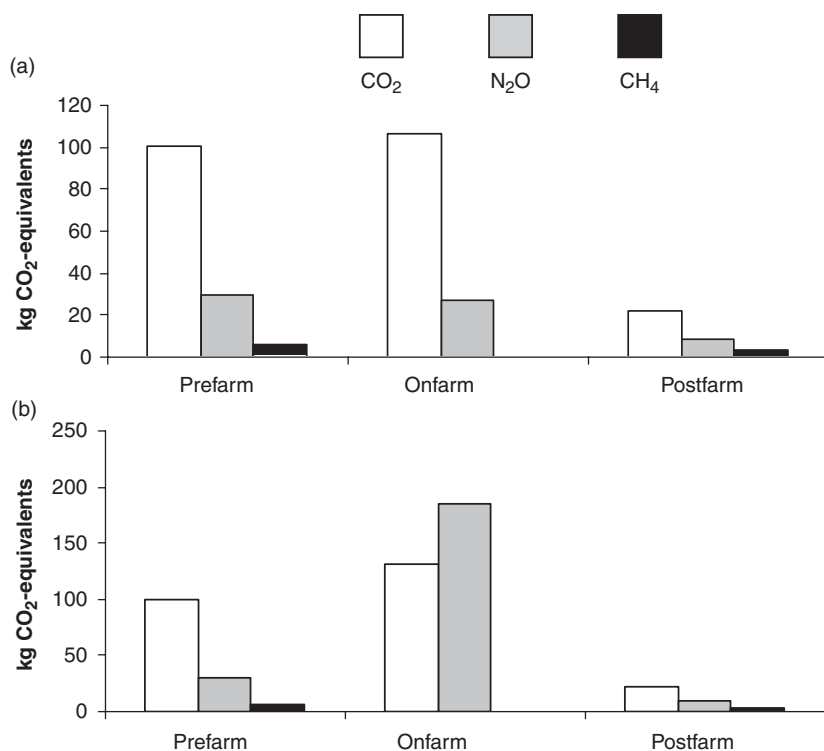 CO₂ N₂O CH₄
(a)
kg CO₂-equivalents
120
100
80
60
40
20
0
Prefarm Onfarm Postfarm
(b)
kg CO₂-equivalents
250
200
150
100
50
0
Prefarm Onfarm Postfarm